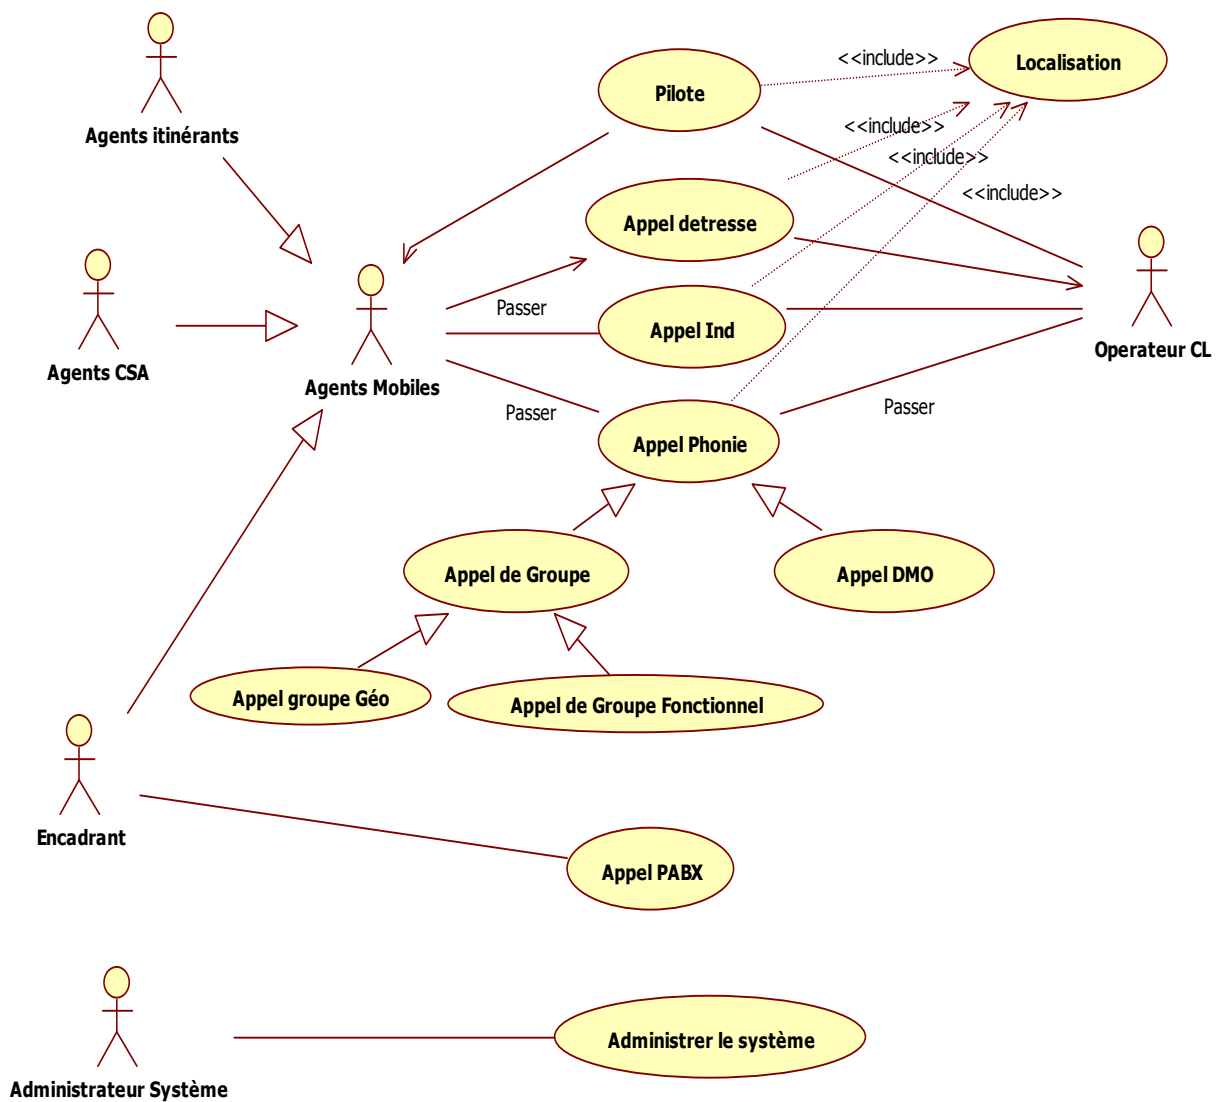 Localisation
<<include>>
Pilote
<<include>>
Agents itinérants
<<include>>
<<include>>
Appel detresse
Passer
Appel Ind
Operateur CL
Agents CSA
Agents Mobiles
Passer
Passer
Appel Phonie
Appel de Groupe
Appel DMO
Appel groupe Géo
Appel de Groupe Fonctionnel
Encadrant
Appel PABX
Administrer le système
Administrateur Système